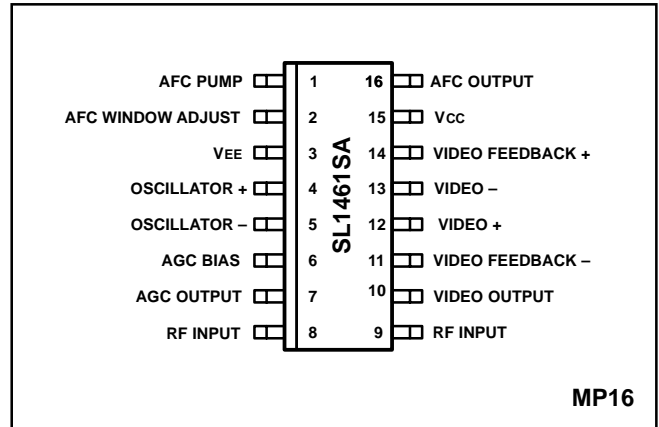 AFC PUMP 1 16 AFC OUTPUT
AFC WINDOW ADJUST 2 15 VCC
VEE 3 14 VIDEO FEEDBACK +
OSCILLATOR + 4 13 VIDEO –
OSCILLATOR – 5 12 VIDEO +
AGC BIAS 6 11 VIDEO FEEDBACK –
AGC OUTPUT 7 10 VIDEO OUTPUT
RF INPUT 8 9 RF INPUT
SL1461SA
MP16